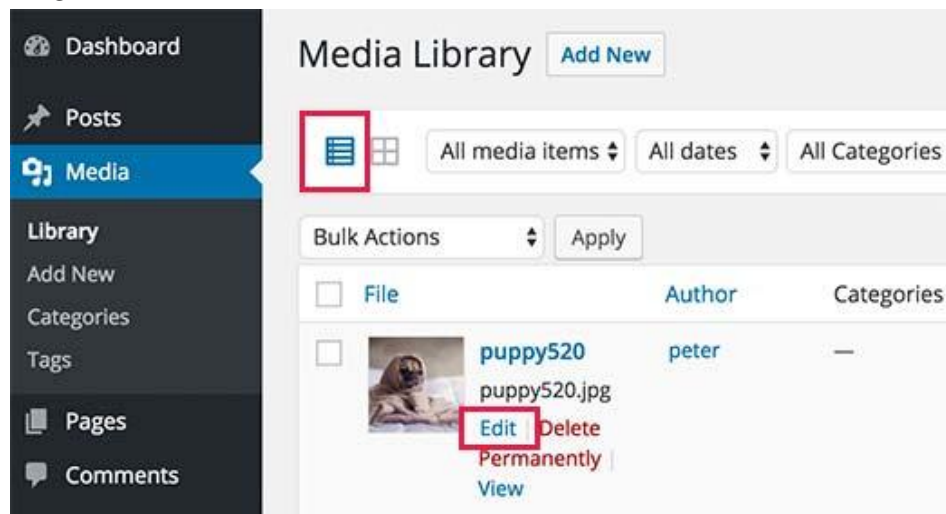 Dashboard
Posts
Media
Library
Add New
Categories
Tags
Pages
Comments
Media Library Add New
All media items All dates All Categories
Bulk Actions Apply
File Author Categories
puppy520 peter —
puppy520.jpg
Edit | Delete
Permanently |
View